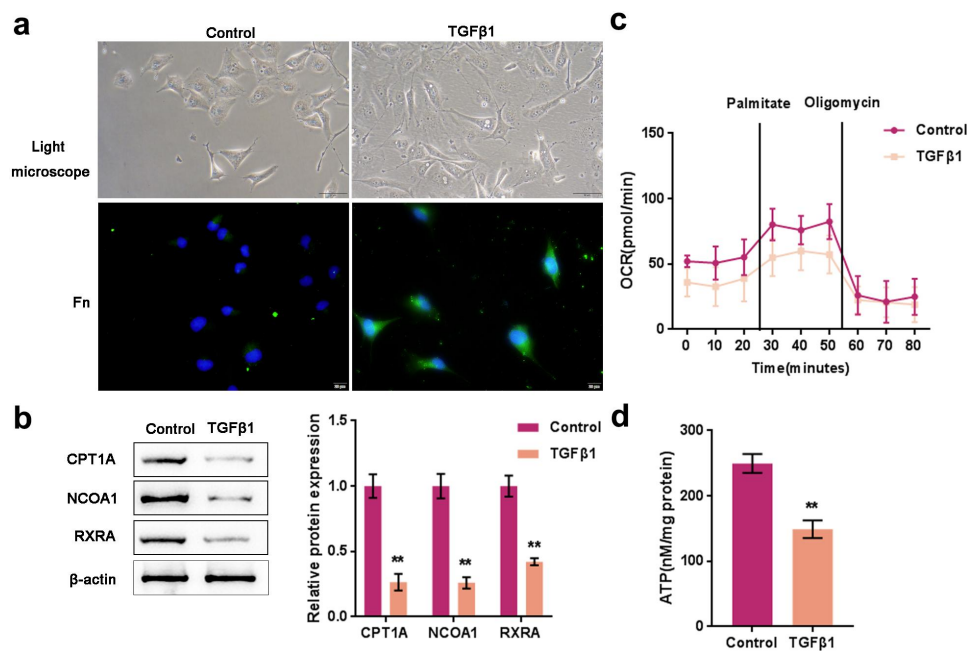 a
Control
TGFβ1
Light
microscope
Fn
b
Control TGFβ1
CPT1A
NCOA1
RXRA
β-actin
Relative protein expression
1.5
1.0
0.5
0.0
Control
TGFβ1
**
**
**
CPT1A NCOA1 RXRA
c
Palmitate Oligomycin
Control
TGFβ1
OCR(pmol/min)
150
100
50
0
0 10 20 30 40 50 60 70 80
Time(minutes)
d
ATP(nM/mg protein)
300
200
100
0
**
Control TGFβ1